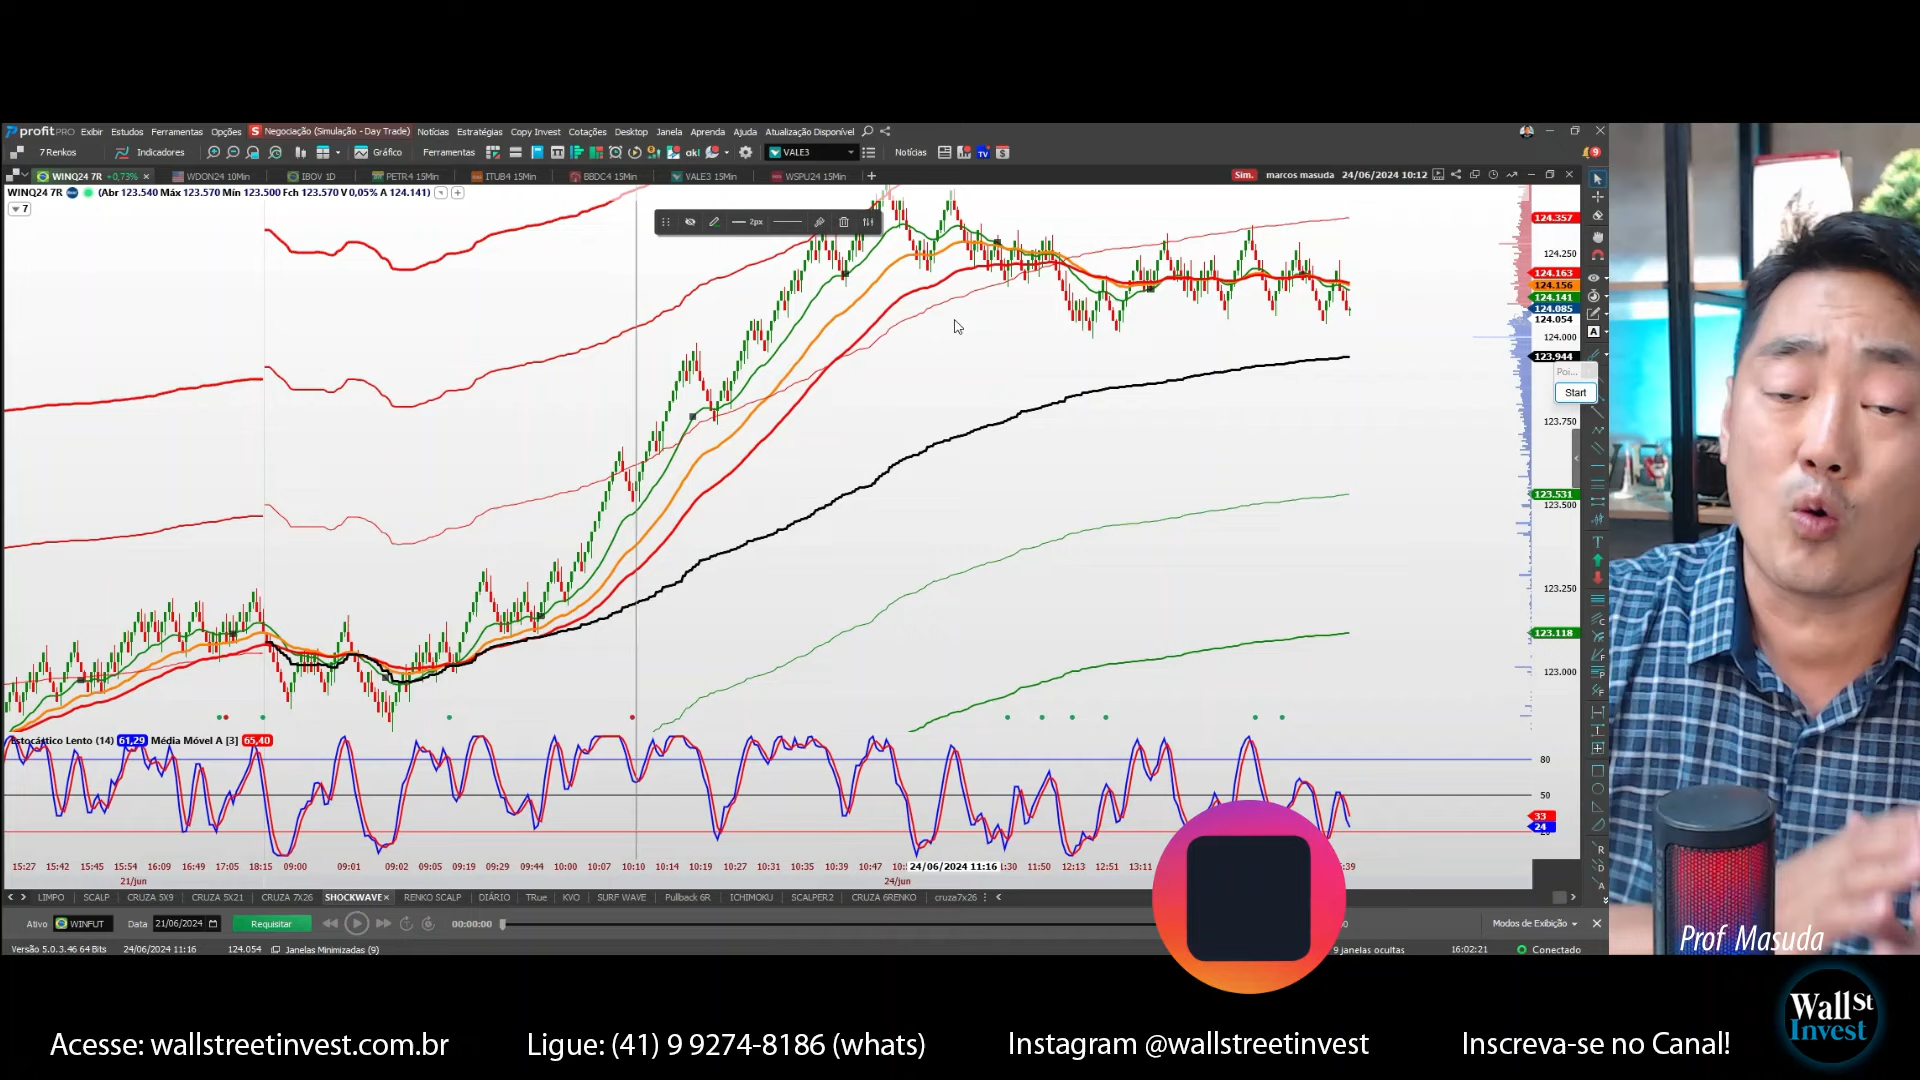 profit PRO Exibir Estudos Ferramentas Opções S Negociação (Simulação - Day Trade) Notícias Estratégias Copy Invest Cotações Desktop Janela Aprenda Ajuda Atualização Disponível
7 Renkos Indicadores Gráfico Ferramentas ak! TV S VALE3 Notícias 9
WINQ24 7R +0,73% WDON24 10Min IBOV 1D PETR4 15Min ITUB4 15Min BBDC4 15Min VALE3 15Min WSPU24 15Min Sim. marcos masuda 24/06/2024 10:12
WINQ24 7R (Abr 123.540 Máx 123.570 Mín 123.500 Fch 123.570 V 0,05% A 124.141)
7
2px
124.357
124.250
124.163
124.156
124.141
124.085
124.054
124.000
123.944
Poi...
Start
123.750
123.531
123.500
123.250
123.118
123.000
Estocástico Lento (14) 61,29 Média Móvel A [3] 65,40
80
50
33
24
15:27 15:42 15:45 15:54 16:09 16:49 17:05 18:15 09:00 09:01 09:02 09:05 09:19 09:29 09:44 10:00 10:07 10:10 10:14 10:19 10:27 10:31 10:35 10:42 10:47 24/06/2024 11:16 11:50 12:13 12:51 13:11
21/jun 24/jun
LIMPO SCALP CRUZA 5X9 CRUZA 5X21 CRUZA 7X26 SHOCKWAVE RENKO SCALP DIÁRIO TRue KVO SURF WAVE Pullback 6R ICHIMOKU SCALPER2 CRUZA 6RENKO cruza7x26
Ativo WINFUT Data 21/06/2024 Requisitar 00:00:00 Modos de Exibição
Versão 5.0.3.46 64 Bits 24/06/2024 11:16 124.054 Janelas Minimizadas (9) 9 janelas ocultas 16:02:21 Conectado
Prof Masuda
Wall St
Invest
Acesse: wallstreetinvest.com.br Ligue: (41) 9 9274-8186 (whats) Instagram @wallstreetinvest Inscreva-se no Canal!